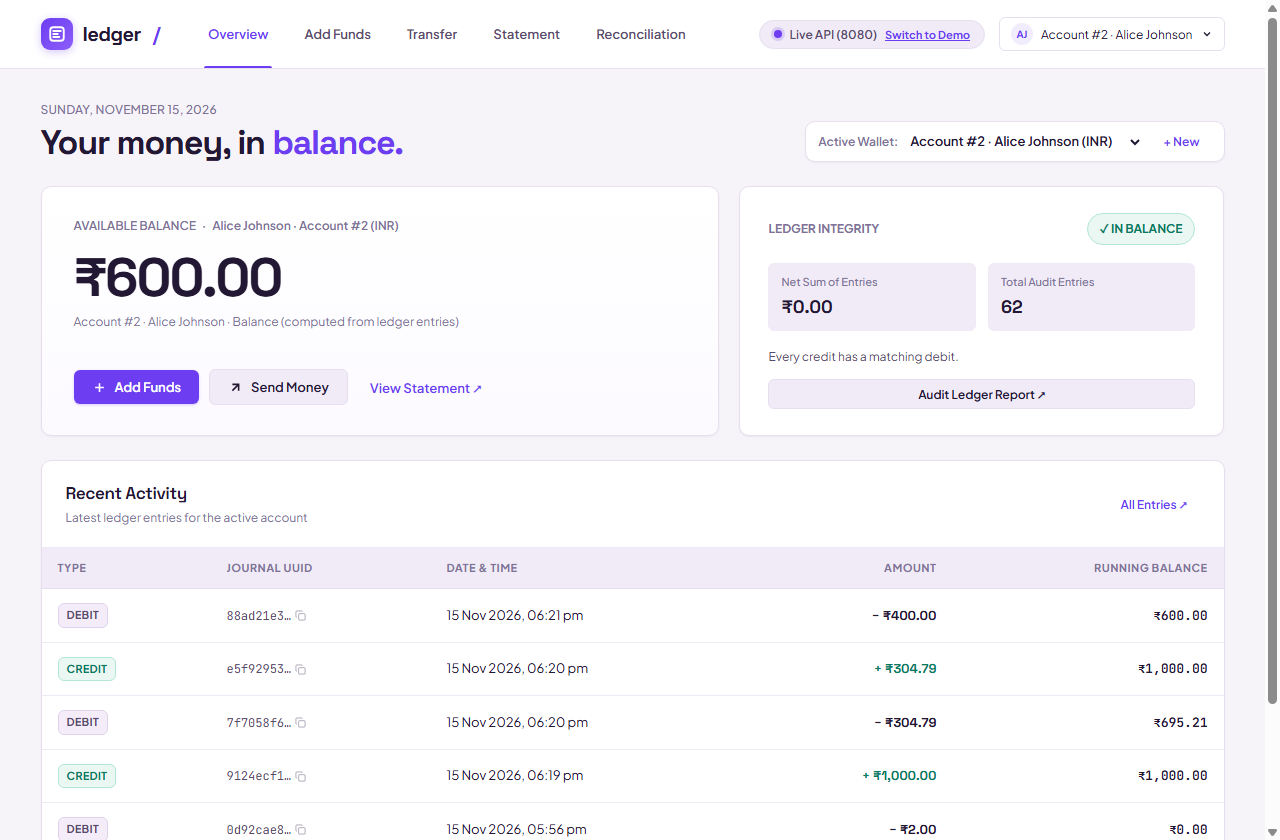 ledger /
Overview
Add Funds
Transfer
Statement
Reconciliation
Live API (8080) Switch to Demo
AJ Account #2 · Alice Johnson
SUNDAY, NOVEMBER 15, 2026
Your money, in balance.
Active Wallet: Account #2 · Alice Johnson (INR) + New
AVAILABLE BALANCE · Alice Johnson · Account #2 (INR)
₹600.00
Account #2 · Alice Johnson · Balance (computed from ledger entries)
+ Add Funds
↗ Send Money
View Statement ↗
LEDGER INTEGRITY
✓ IN BALANCE
Net Sum of Entries
₹0.00
Total Audit Entries
62
Every credit has a matching debit.
Audit Ledger Report ↗
Recent Activity
Latest ledger entries for the active account
All Entries ↗
TYPE JOURNAL UUID DATE & TIME AMOUNT RUNNING BALANCE
DEBIT 88ad21e3… 15 Nov 2026, 06:21 pm − ₹400.00 ₹600.00
CREDIT e5f92953… 15 Nov 2026, 06:20 pm + ₹304.79 ₹1,000.00
DEBIT 7f7058f6… 15 Nov 2026, 06:20 pm − ₹304.79 ₹695.21
CREDIT 9124ecf1… 15 Nov 2026, 06:19 pm + ₹1,000.00 ₹1,000.00
DEBIT 0d92cae8… 15 Nov 2026, 05:56 pm − ₹2.00 ₹0.00